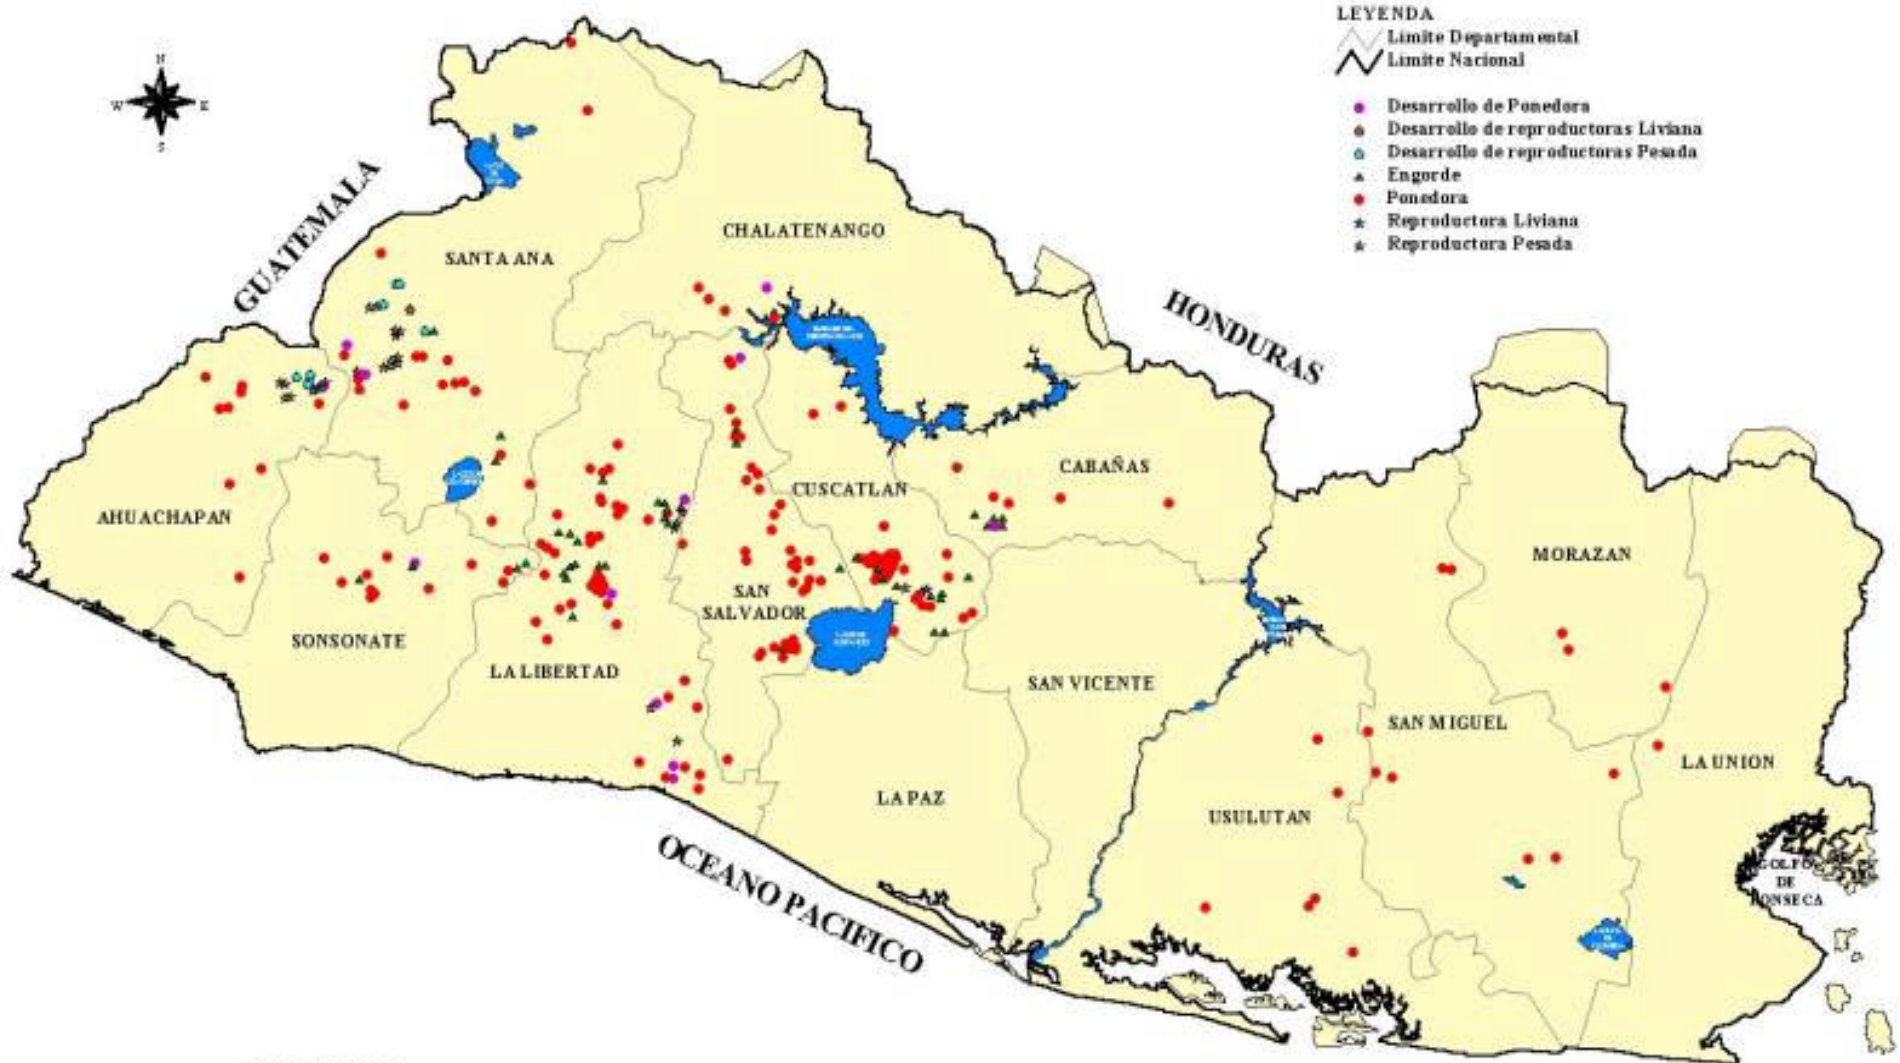 LEYENDA
Limite Departamental
Limite Nacional
Desarrollo de Ponedora
Desarrollo de reproductoras Liviana
Desarrollo de reproductoras Pesada
Engorde
Ponedora
Reproductora Liviana
Reproductora Pesada
N
W
E
S
GUATEMALA
HONDURAS
CHALATENANGO
SANTA ANA
CABAÑAS
CUSCATLAN
AHUACHAPAN
MORAZAN
SAN
SALVADOR
SONSONATE
LA LIBERTAD
SAN VICENTE
SAN MIGUEL
LA UNION
LA PAZ
USULUTAN
OCEANO PACIFICO
GOLFO
DE
FONSECA